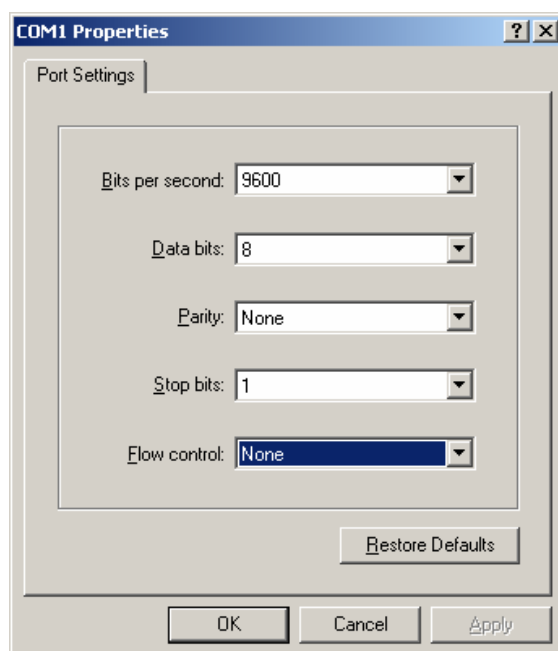 COM1 Properties
Port Settings
Bits per second: 9600
Data bits: 8
Parity: None
Stop bits: 1
Flow control: None
Restore Defaults
OK Cancel Apply